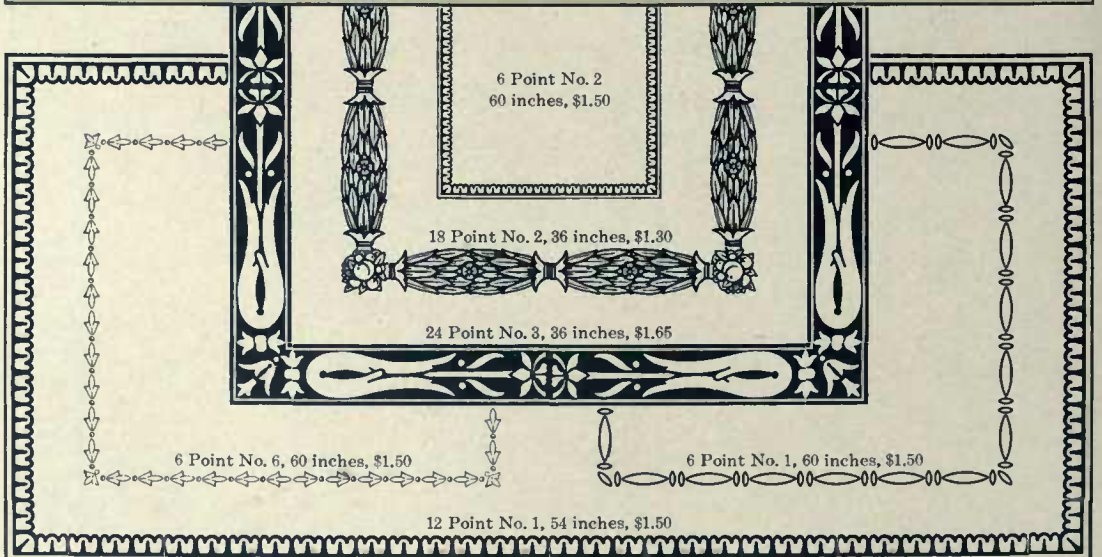 6 Point No. 2
60 inches, $1.50
18 Point No. 2, 36 inches, $1.30
24 Point No. 3, 36 inches, $1.65
6 Point No. 6, 60 inches, $1.50
6 Point No. 1, 60 inches, $1.50
12 Point No. 1, 54 inches, $1.50